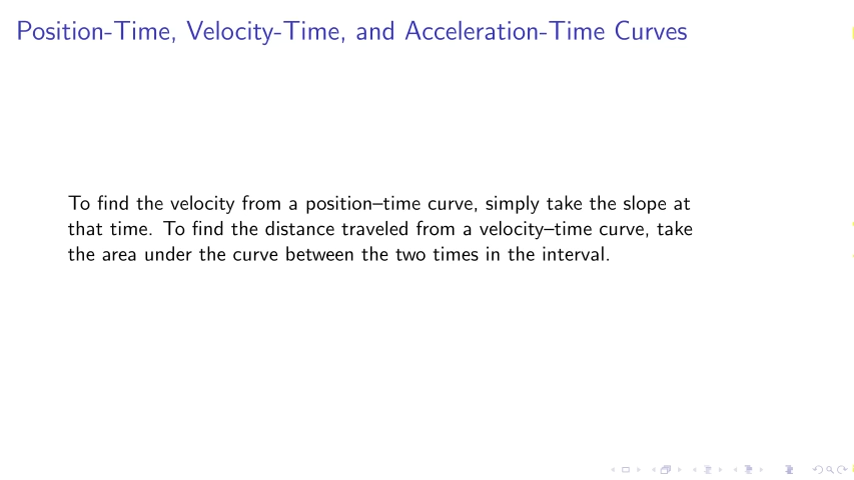 Position-Time, Velocity-Time, and Acceleration-Time Curves
To find the velocity from a position–time curve, simply take the slope at
that time. To find the distance traveled from a velocity–time curve, take
the area under the curve between the two times in the interval.